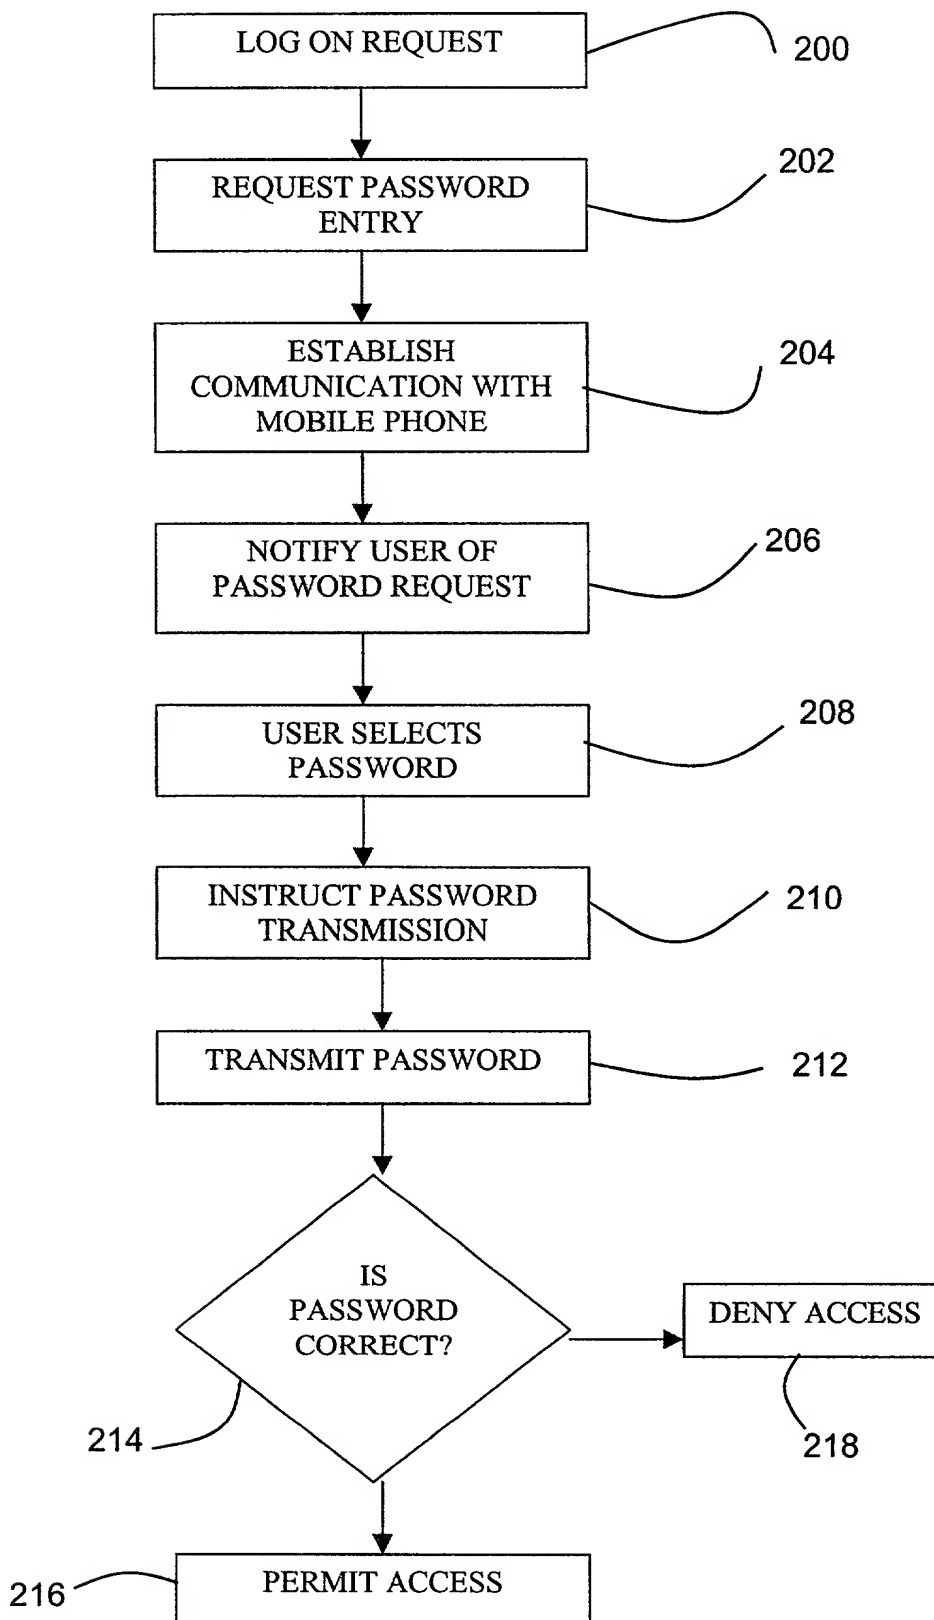 LOG ON REQUEST
200
REQUEST PASSWORD
ENTRY
202
ESTABLISH
COMMUNICATION WITH
MOBILE PHONE
204
NOTIFY USER OF
PASSWORD REQUEST
206
USER SELECTS
PASSWORD
208
INSTRUCT PASSWORD
TRANSMISSION
210
TRANSMIT PASSWORD
212
IS
PASSWORD
CORRECT?
214
DENY ACCESS
218
PERMIT ACCESS
216